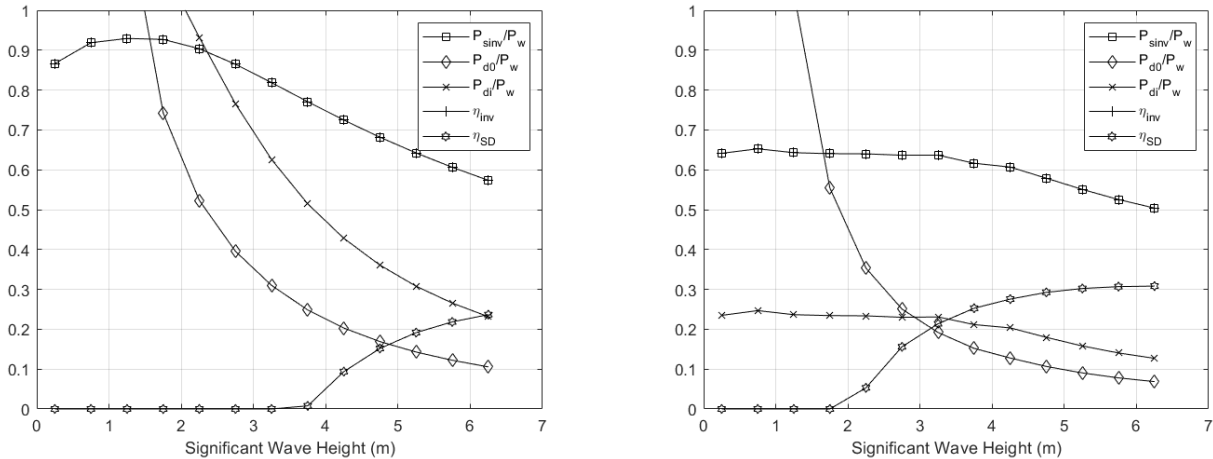 1
0.9
0.8
0.7
0.6
0.5
0.4
0.3
0.2
0.1
0
0 1 2 3 4 5 6 7
Significant Wave Height (m)
P_sinv/P_w
P_d0/P_w
P_di/P_w
η_inv
η_SD
1
0.9
0.8
0.7
0.6
0.5
0.4
0.3
0.2
0.1
0
0 1 2 3 4 5 6 7
Significant Wave Height (m)
P_sinv/P_w
P_d0/P_w
P_di/P_w
η_inv
η_SD